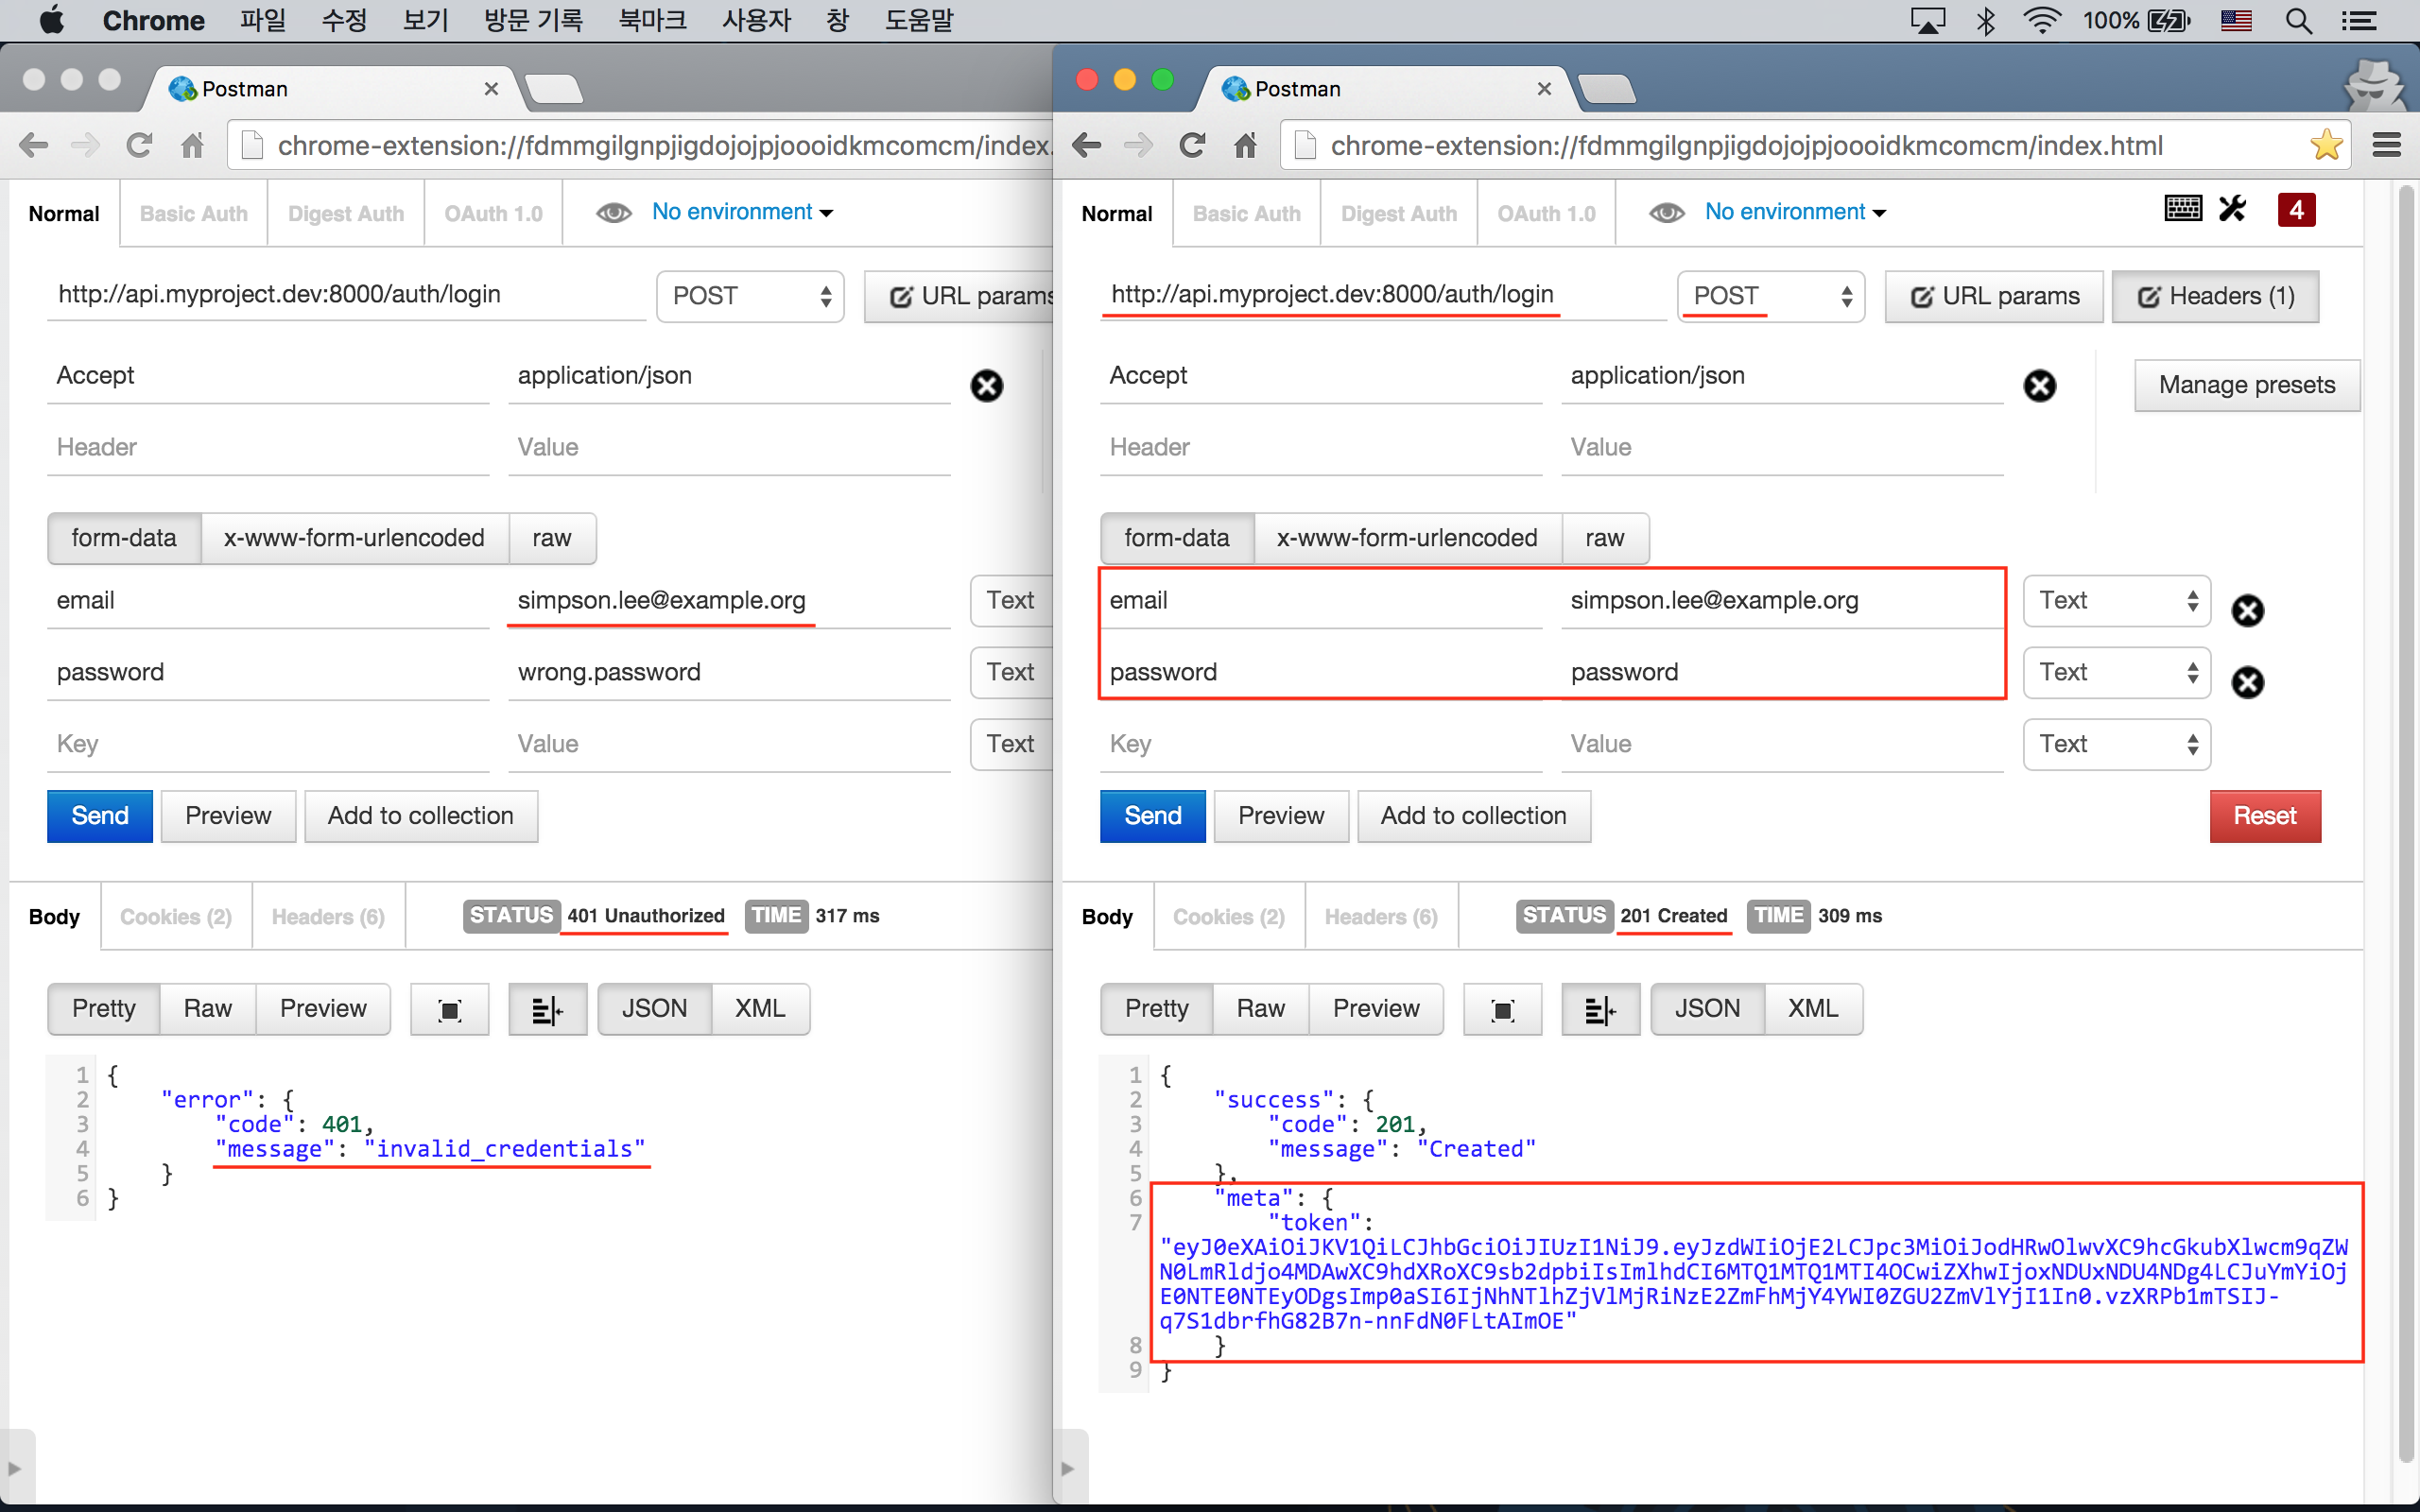 Chrome 파일 수정 보기 방문 기록 북마크 사용자 창 도움말 100%
Postman
chrome-extension://fdmmgilgnpjigdojojpjoooidkmcomcm/index.
Normal Basic Auth Digest Auth OAuth 1.0 No environment
http://api.myproject.dev:8000/auth/login POST URL params
Accept application/json
Header Value
form-data x-www-form-urlencoded raw
email simpson.lee@example.org Text
password wrong.password Text
Key Value Text
Send Preview Add to collection
Body Cookies (2) Headers (6) STATUS 401 Unauthorized TIME 317 ms
Pretty Raw Preview JSON XML
1 {
2 "error": {
3 "code": 401,
4 "message": "invalid_credentials"
5 }
6 }
Postman
chrome-extension://fdmmgilgnpjigdojojpjoooidkmcomcm/index.html
Normal Basic Auth Digest Auth OAuth 1.0 No environment 4
http://api.myproject.dev:8000/auth/login POST URL params Headers (1)
Accept application/json Manage presets
Header Value
form-data x-www-form-urlencoded raw
email simpson.lee@example.org Text
password password Text
Key Value Text
Send Preview Add to collection Reset
Body Cookies (2) Headers (6) STATUS 201 Created TIME 309 ms
Pretty Raw Preview JSON XML
1 {
2 "success": {
3 "code": 201,
4 "message": "Created"
5 },
6 "meta": {
7 "token":
"eyJ0eXAiOiJKV1QiLCJhbGciOiJIUzI1NiJ9.eyJzdWIiOjE2LCJpc3MiOiJodHRwOlwvXC9hcGkubXlwcm9qZW
N0LmRldjo4MDAwXC9hdXRoXC9sb2dpbiIsImlhdCI6MTQ1MTQ1MTI4OCwiZXhwIjoxNDUxNDU4NDg4LCJuYmYiOj
E0NTE0NTEyODgsImp0aSI6IjNhNTlhZjVlMjRiNzE2ZmFhMjY4YWI0ZGU2ZmVlYjI1In0.vzXRPb1mTSIJ-
q7S1dbrfhG82B7n-nnFdN0FLtAImOE"
8 }
9 }